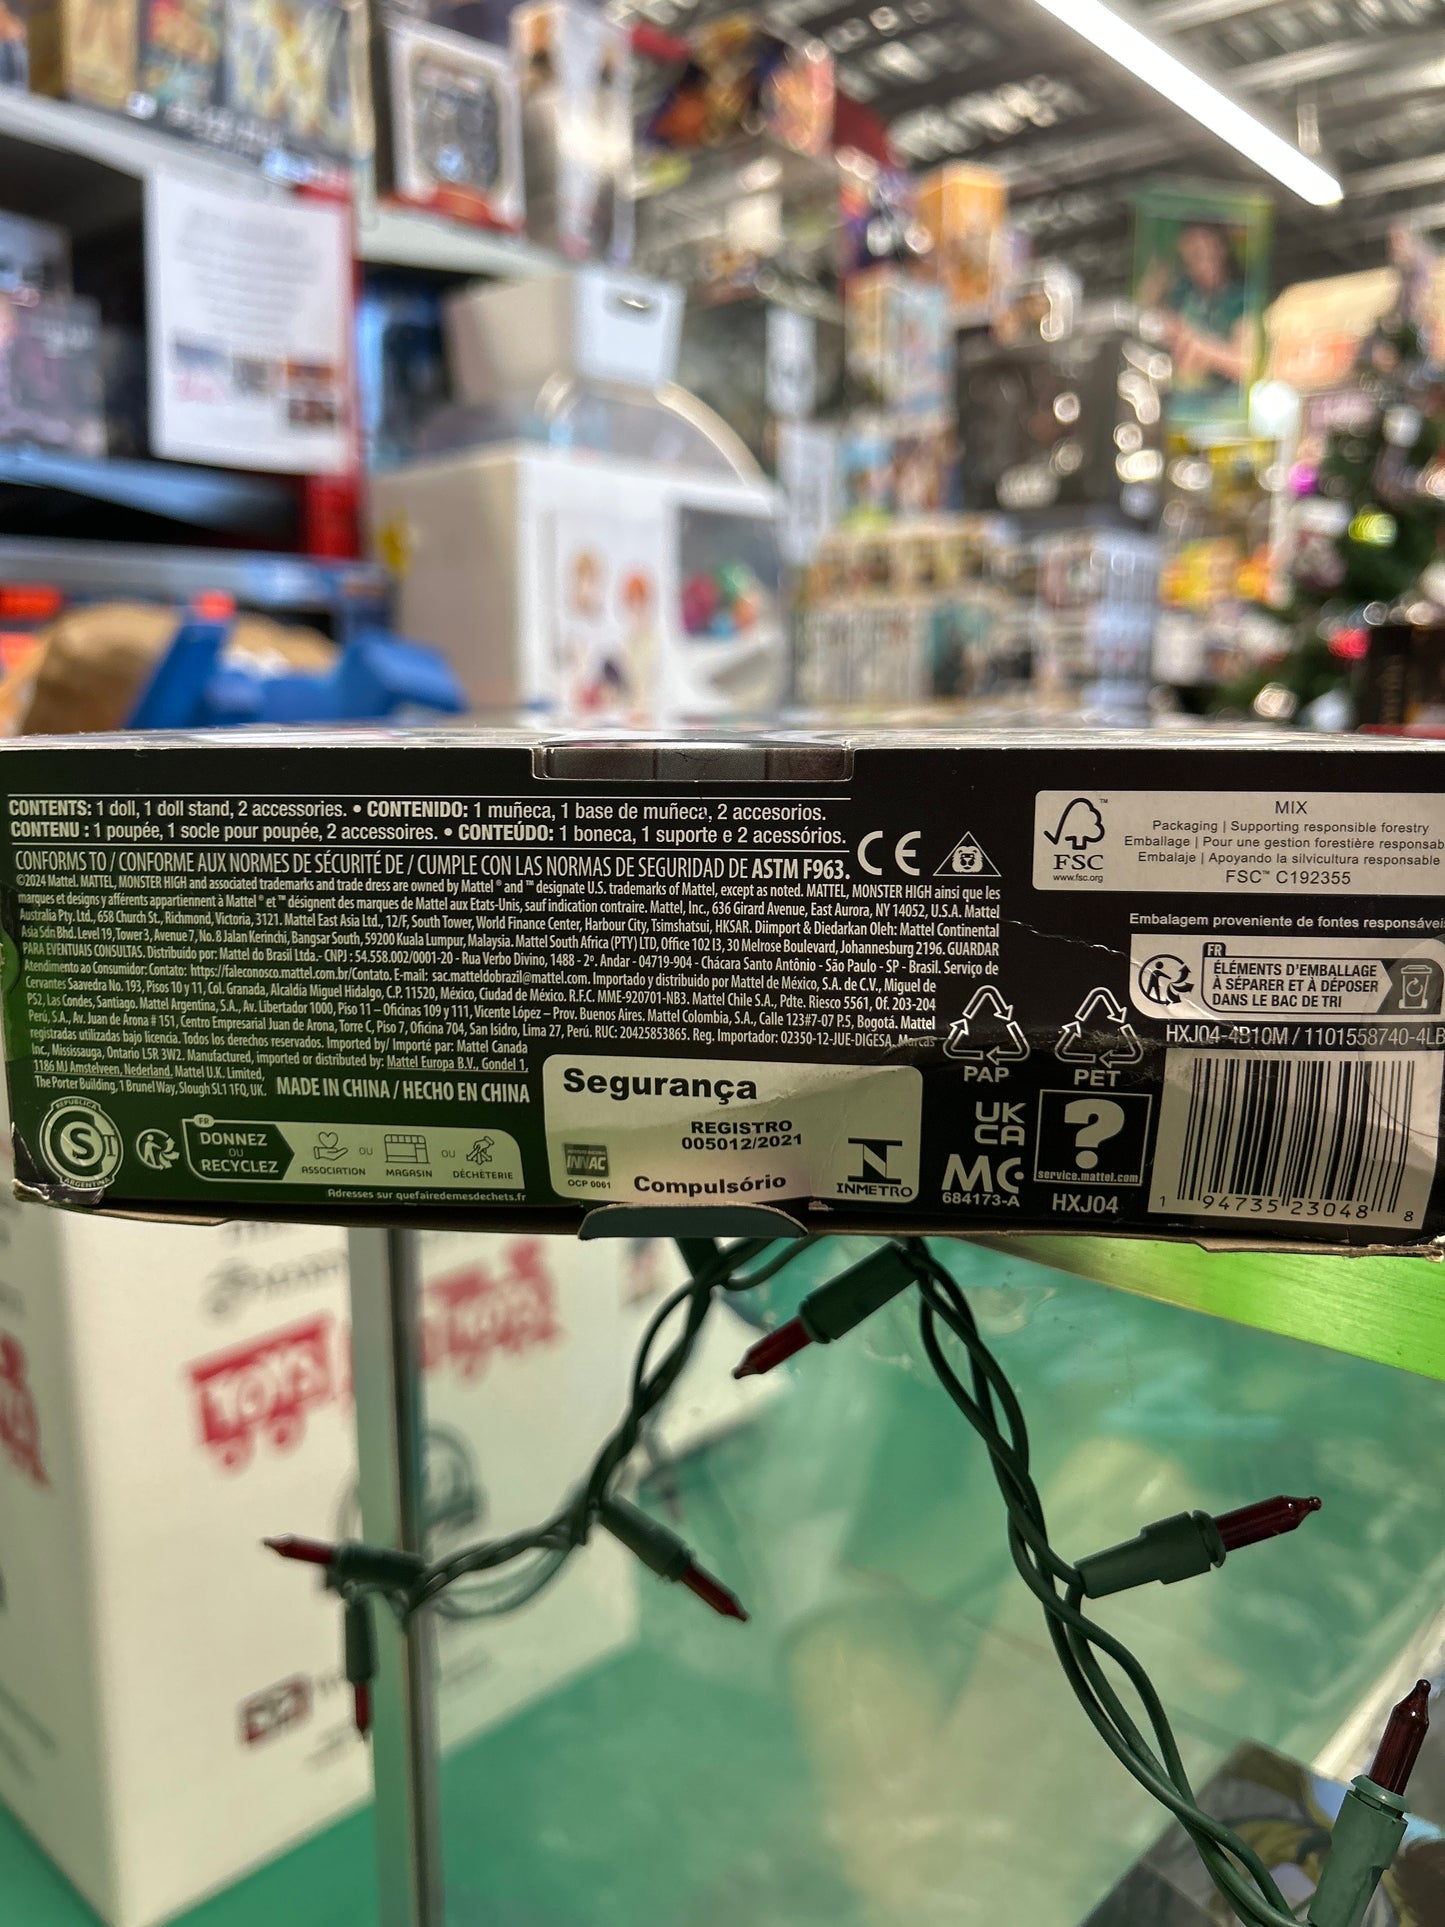 CONTENTS: 1 doll, 1 doll stand, 2 accessories. • CONTENIDO: 1 muñeca, 1 base de muñeca, 2 accesorios.
CONTENU : 1 poupée, 1 socle pour poupée, 2 accessoires. • CONTEÚDO: 1 boneca, 1 suporte e 2 acessórios.
CONFORMS TO / CONFORME AUX NORMES DE SÉCURITÉ DE / CUMPLE CON LAS NORMAS DE SEGURIDAD DE ASTM F963.
CE
©2024 Mattel. MATTEL, MONSTER HIGH and associated trademarks and trade dress are owned by Mattel ® and ™ designate U.S. trademarks of Mattel, except as noted. MATTEL, MONSTER HIGH ainsi que les
marques et designs y afférents appartiennent à Mattel ® et ™ désignent des marques de Mattel aux Etats-Unis, sauf indication contraire. Mattel, Inc., 636 Girard Avenue, East Aurora, NY 14052, U.S.A. Mattel
Australia Pty. Ltd., 658 Church St., Richmond, Victoria, 3121. Mattel East Asia Ltd., 12/F, South Tower, World Finance Center, Harbour City, Tsimshatsui, HKSAR. Diimport & Diedarkan Oleh: Mattel Continental
Asia Sdn Bhd. Level 19, Tower 3, Avenue 7, No. 8 Jalan Kerinchi, Bangsar South, 59200 Kuala Lumpur, Malaysia. Mattel South Africa (PTY) LTD, Office 102 I3, 30 Melrose Boulevard, Johannesburg 2196. GUARDAR
PARA EVENTUAIS CONSULTAS. Distribuido por: Mattel do Brasil Ltda.- CNPJ : 54.558.002/0001-20 - Rua Verbo Divino, 1488 - 2º. Andar - 04719-904 - Chácara Santo Antônio - São Paulo - SP - Brasil. Serviço de
Atendimento ao Consumidor: Contato: https://faleconosco.mattel.com.br/Contato. E-mail: sac.matteldobrazil@mattel.com. Importado y distribuido por Mattel de México, S.A. de C.V., Miguel de
Cervantes Saavedra No. 193, Pisos 10 y 11, Col. Granada, Alcaldía Miguel Hidalgo, C.P. 11520, México, Ciudad de México. R.F.C. MME-920701-NB3. Mattel Chile S.A., Pdte. Riesco 5561, Of. 203-204
P52, Las Condes, Santiago. Mattel Argentina, S.A., Av. Libertador 1000, Piso 11 – Oficinas 109 y 111, Vicente López – Prov. Buenos Aires. Mattel Colombia, S.A., Calle 123#7-07 P.5, Bogotá. Mattel
Perú, S.A., Av. Juan de Arona # 151, Centro Empresarial Juan de Arona, Torre C, Piso 7, Oficina 704, San Isidro, Lima 27, Perú. RUC: 20425853865. Reg. Importador: 02350-12-JUE-DIGESA. Marcas
registradas utilizadas bajo licencia. Todos los derechos reservados. Imported by/ Importé par: Mattel Canada
Inc., Mississauga, Ontario L5R 3W2. Manufactured, imported or distributed by: Mattel Europa B.V., Gondel 1,
1186 MJ Amstelveen, Nederland. Mattel U.K. Limited,
The Porter Building, 1 Brunel Way, Slough SL1 1FQ, UK. MADE IN CHINA / HECHO EN CHINA
REPUBLICA
S
ARGENTINA
FR
DONNEZ
OU
RECYCLEZ
ASSOCIATION
OU
MAGASIN
OU
DÉCHÈTERIE
Adresses sur quefairedemesdechets.fr
Segurança
REGISTRO
005012/2021
INNAC
OCP 0061
Compulsório
INMETRO
PAP
PET
UK
CA
684173-A
?
service.mattel.com
HXJ04
FSC
www.fsc.org
MIX
Packaging | Supporting responsible forestry
Emballage | Pour une gestion forestière responsab
Embalaje | Apoyando la silvicultura responsable
FSC™ C192355
Embalagem proveniente de fontes responsávei
FR
ÉLÉMENTS D'EMBALLAGE
À SÉPARER ET À DÉPOSER
DANS LE BAC DE TRI
HXJ04-4B10M / 1101558740-4LB
1 94735 23048 8
TOYS